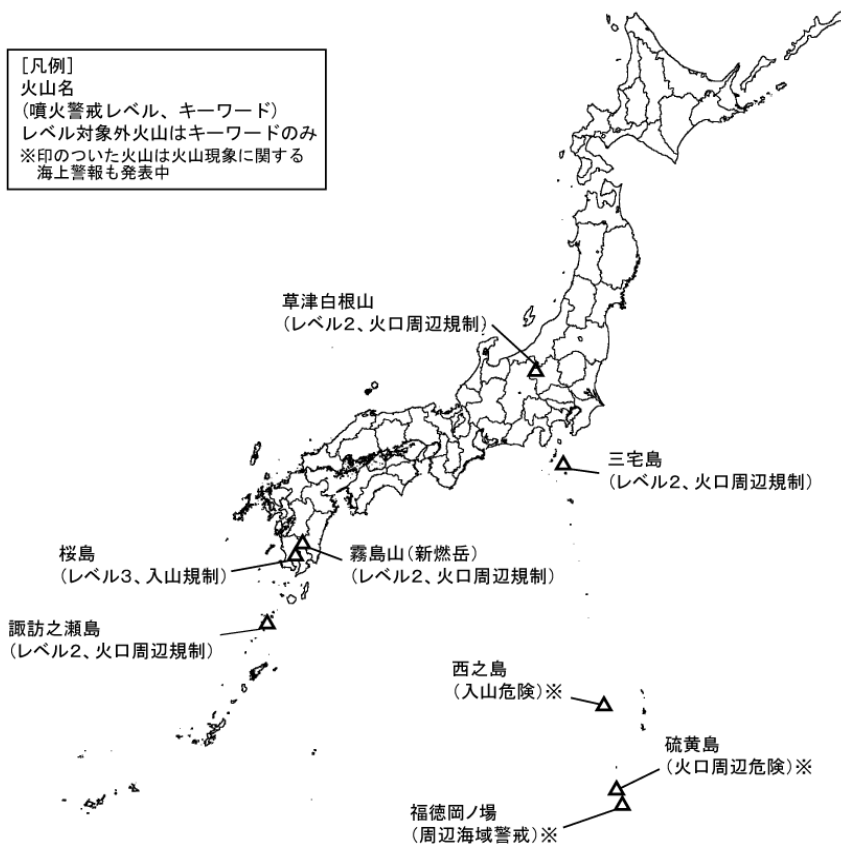 [凡例]
火山名
(噴火警戒レベル、キーワード)
レベル対象外火山はキーワードのみ
※印のついた火山は火山現象に関する
海上警報も発表中
草津白根山
(レベル2、火口周辺規制)
三宅島
(レベル2、火口周辺規制)
桜島
(レベル3、入山規制)
霧島山(新燃岳)
(レベル2、火口周辺規制)
諏訪之瀬島
(レベル2、火口周辺規制)
西之島
(入山危険)※
硫黄島
(火口周辺危険)※
福徳岡ノ場
(周辺海域警戒)※